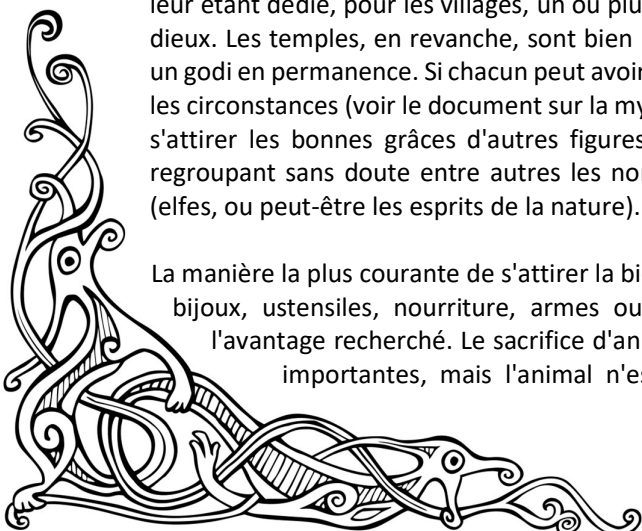 leur étant dédié, pour les villages, un ou plu
dieux. Les temples, en revanche, sont bien
un godi en permanence. Si chacun peut avoir
les circonstances (voir le document sur la my
s'attirer les bonnes grâces d'autres figures
regroupant sans doute entre autres les nor
(elfes, ou peut-être les esprits de la nature).
La manière la plus courante de s'attirer la bi
bijoux, ustensiles, nourriture, armes ou
l'avantage recherché. Le sacrifice d'an
importantes, mais l'animal n'es